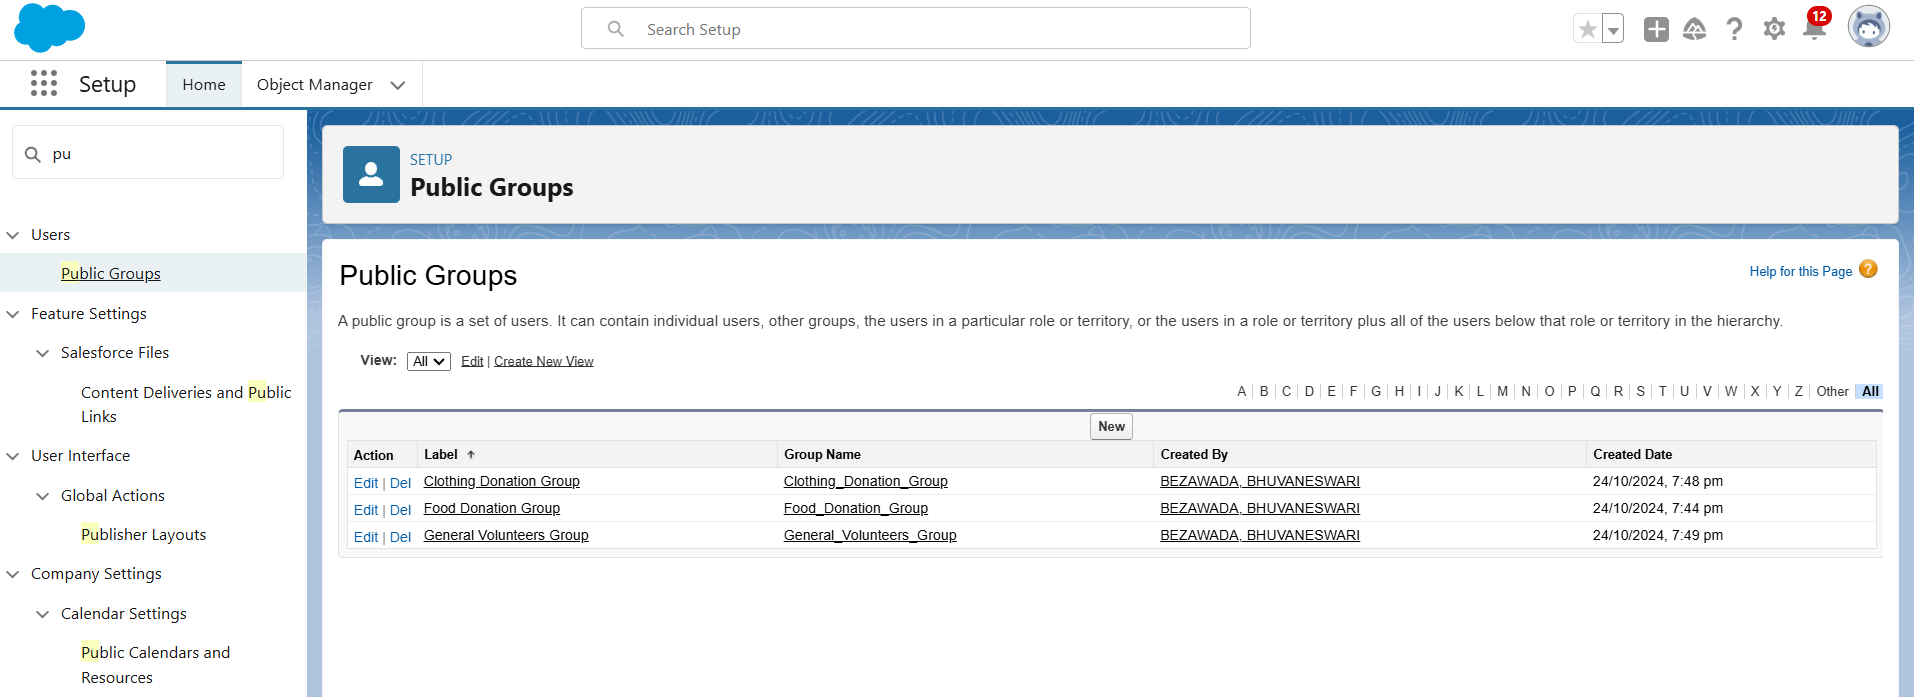 Search Setup
12
Setup
Home
Object Manager
pu
Users
Public Groups
Feature Settings
Salesforce Files
Content Deliveries and Public
Links
User Interface
Global Actions
Publisher Layouts
Company Settings
Calendar Settings
Public Calendars and
Resources
SETUP
Public Groups
Public Groups
Help for this Page ?
A public group is a set of users. It can contain individual users, other groups, the users in a particular role or territory, or the users in a role or territory plus all of the users below that role or territory in the hierarchy.
View: All Edit | Create New View
A | B | C | D | E | F | G | H | I | J | K | L | M | N | O | P | Q | R | S | T | U | V | W | X | Y | Z | Other | All
New
Action Label ↑ Group Name Created By Created Date
Edit | Del Clothing Donation Group Clothing_Donation_Group BEZAWADA, BHUVANESWARI 24/10/2024, 7:48 pm
Edit | Del Food Donation Group Food_Donation_Group BEZAWADA, BHUVANESWARI 24/10/2024, 7:44 pm
Edit | Del General Volunteers Group General_Volunteers_Group BEZAWADA, BHUVANESWARI 24/10/2024, 7:49 pm